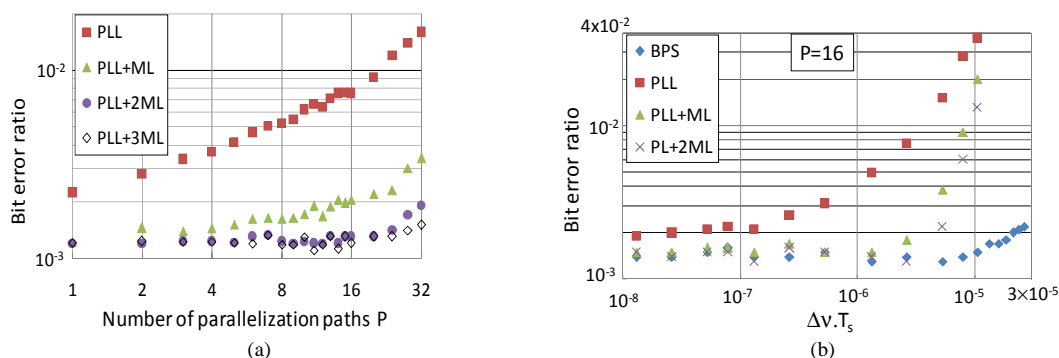 (a)
PLL
PLL+ML
PLL+2ML
PLL+3ML
Bit error ratio
10-2
10-3
1 2 4 8 16 32
Number of parallelization paths P
(a)
(b)
4x10-2
P=16
BPS
PLL
PLL+ML
PL+2ML
Bit error ratio
10-2
10-3
10-8 10-7 10-6 10-5 3×10-5
Δν.Ts
(b)